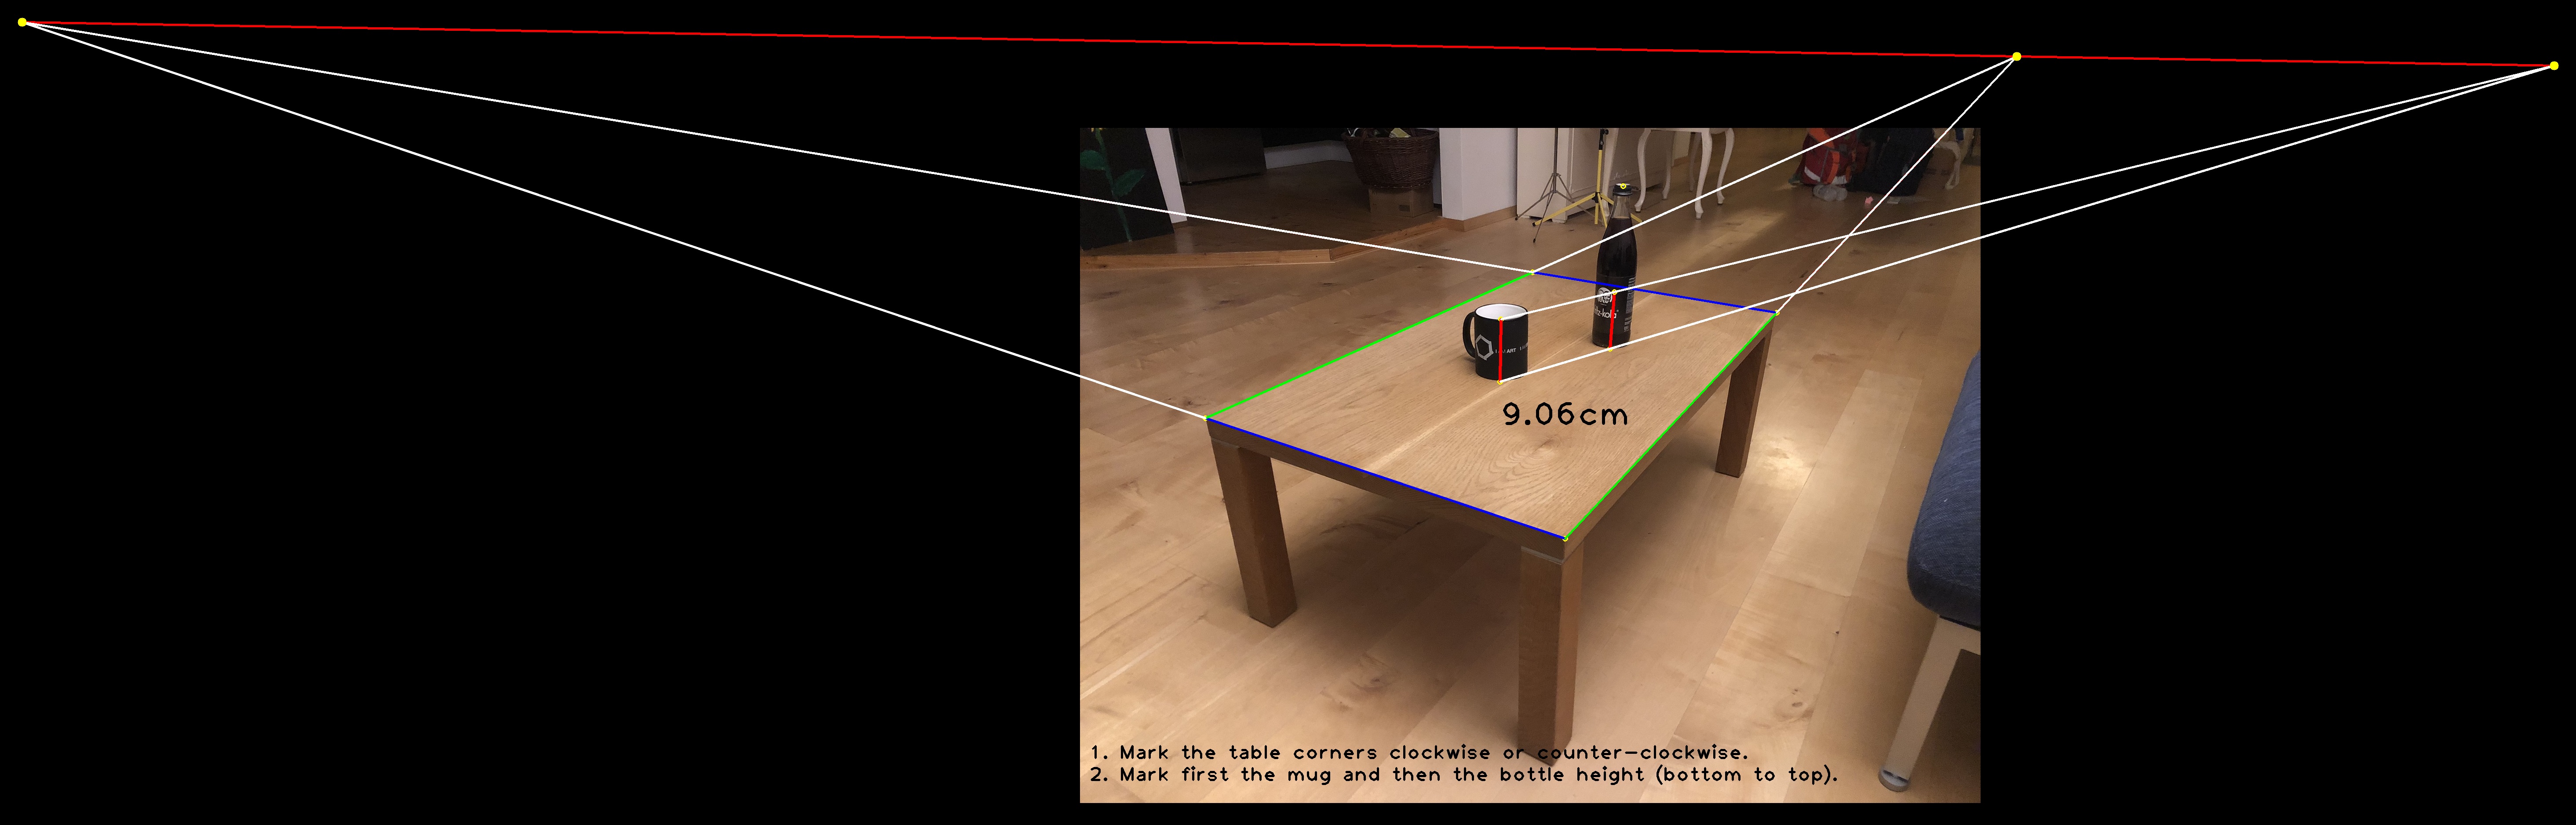 9.06cm
1. Mark the table corners clockwise or counter-clockwise.
2. Mark first the mug and then the bottle height (bottom to top).